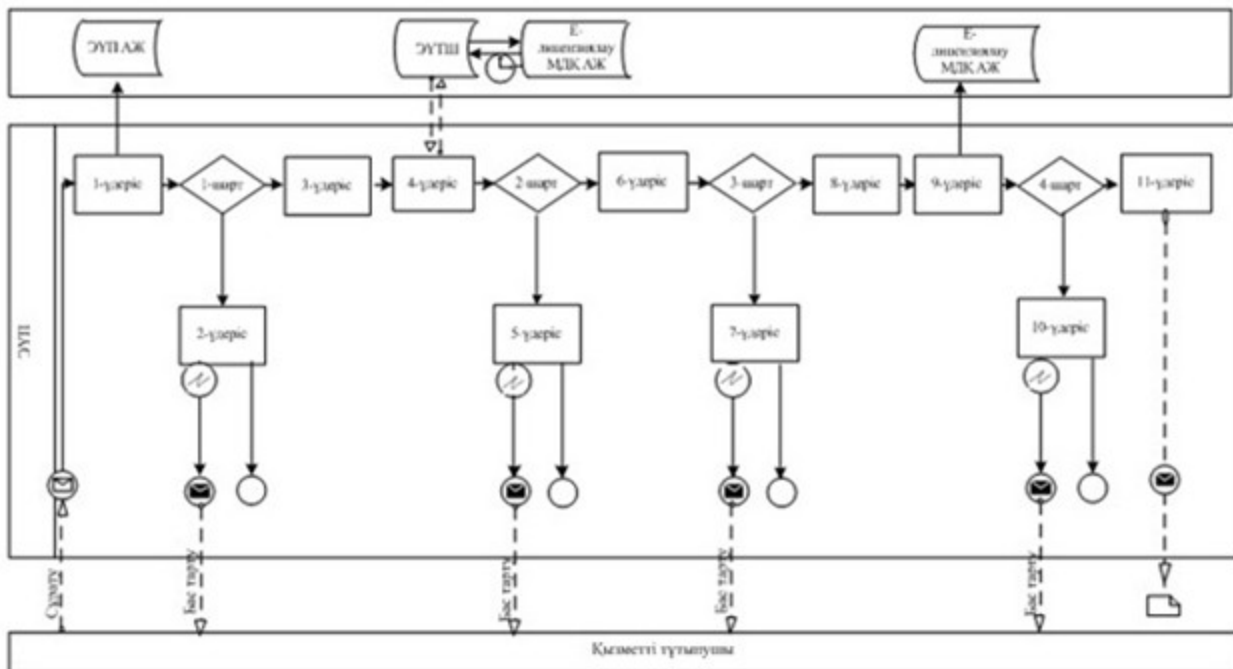 ЭҮП АЖ
ЭҮТШ
Е-
лицензиялау
МДҚ АЖ
Е-
лицензиялау
МДҚ АЖ
1-үдеріс
1-шарт
3-үдеріс
4-үдеріс
2-шарт
6-үдеріс
3-шарт
8-үдеріс
9-үдеріс
4-шарт
11-үдеріс
2-үдеріс
5-үдеріс
7-үдеріс
10-үдеріс
ЭҮП
Сұрату
Бас тарту
Бас тарту
Бас тарту
Бас тарту
Қызметті тұтынушы